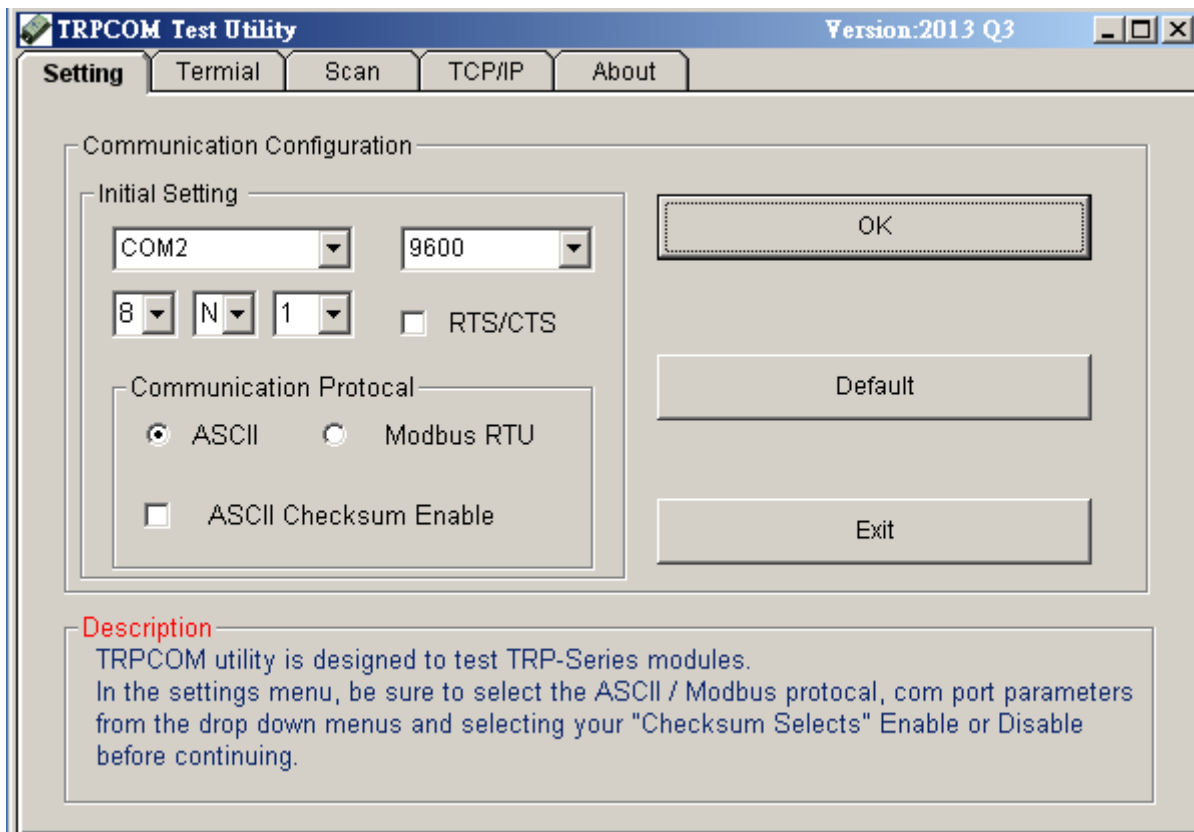 TRPCOM Test Utility Version:2013 Q3
Setting Termial Scan TCP/IP About
Communication Configuration
Initial Setting
COM2 9600
OK
8 N 1 RTS/CTS
Communication Protocal
Default
ASCII Modbus RTU
ASCII Checksum Enable
Exit
Description
TRPCOM utility is designed to test TRP-Series modules.
In the settings menu, be sure to select the ASCII / Modbus protocal, com port parameters
from the drop down menus and selecting your "Checksum Selects" Enable or Disable
before continuing.